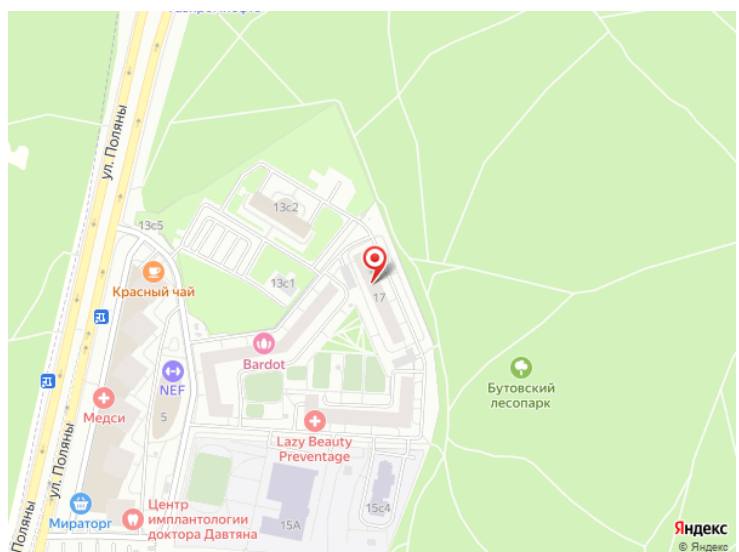 ул. Поляны
13с2
13с5
13с1
Красный чай
17
Bardot
NEF
Медси
5
Бутовский
лесопарк
Lazy Beauty
Preventage
ул. Поляны
Поляны
Мираторг
Центр
имплантологии
доктора Давтяна
15А
15с4
Яндекс
© Яндекс